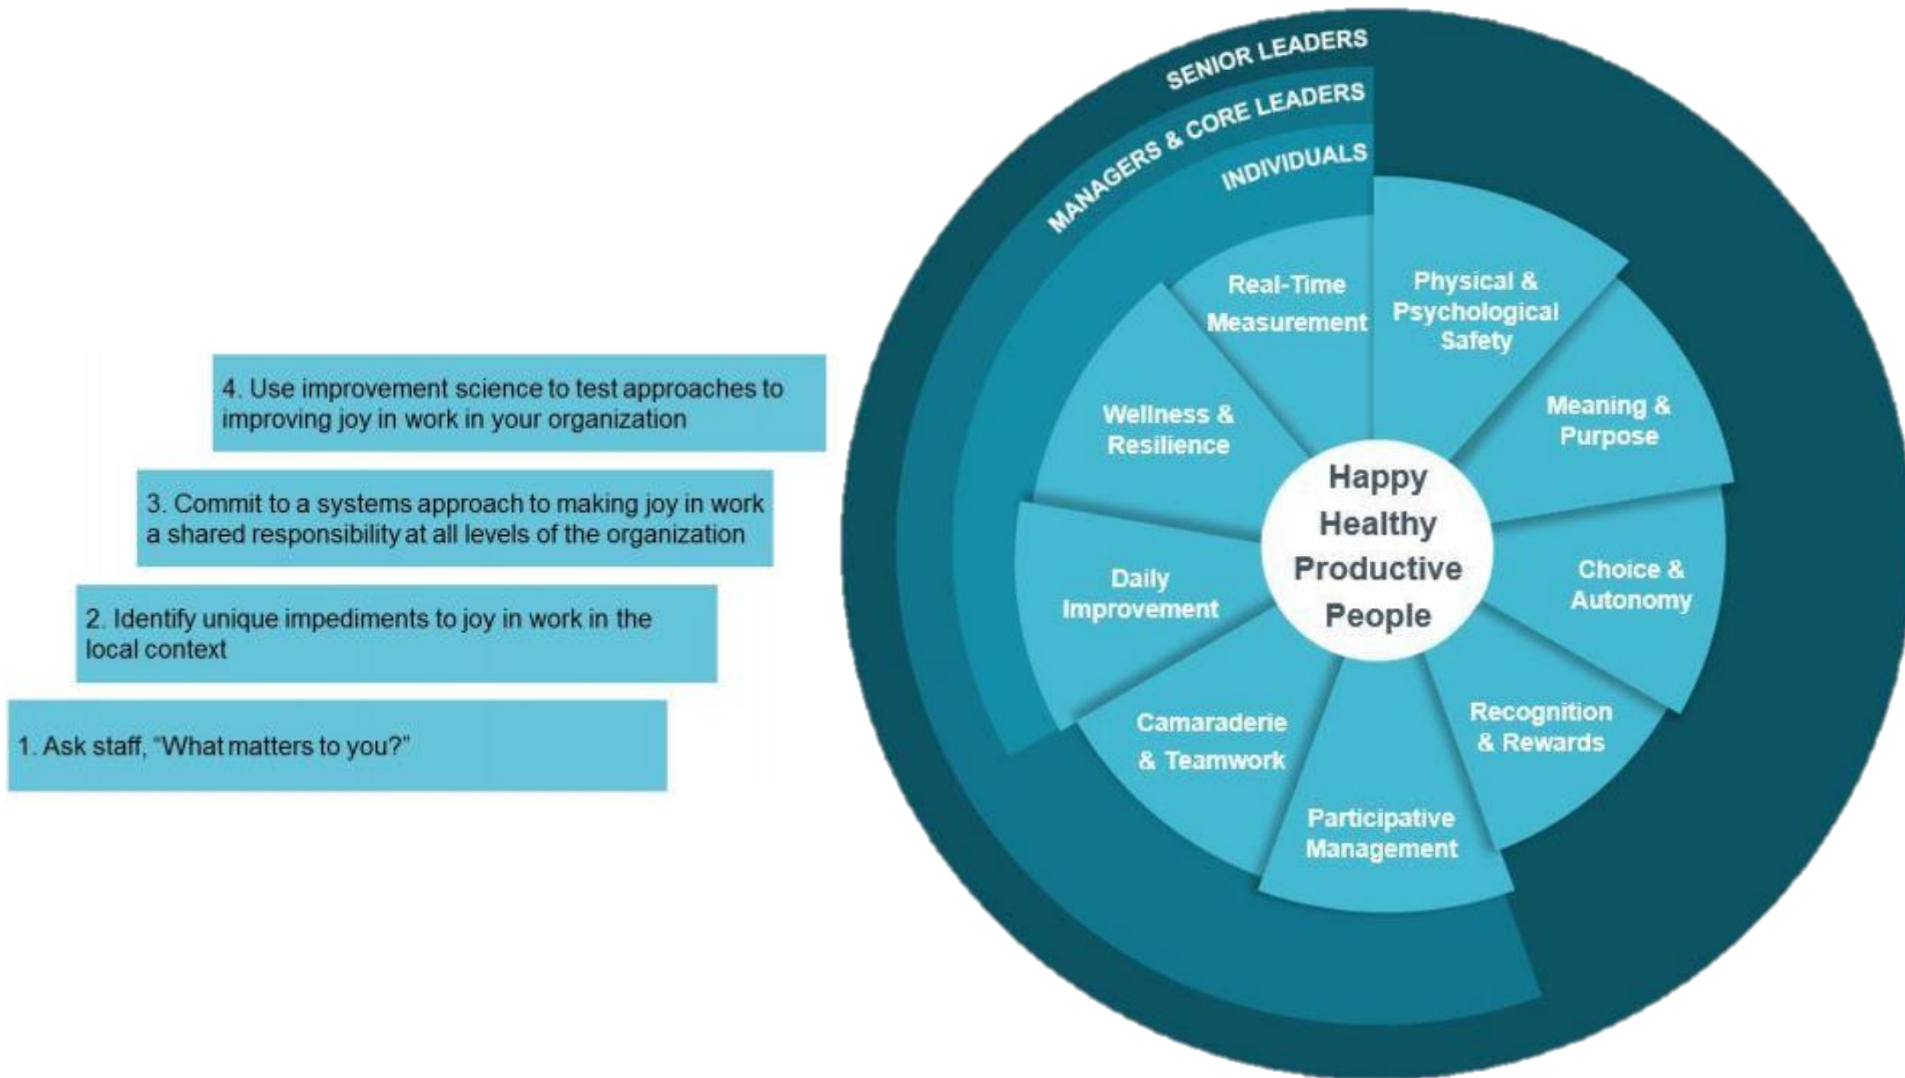 4. Use improvement science to test approaches to
improving joy in work in your organization
3. Commit to a systems approach to making joy in work
a shared responsibility at all levels of the organization
2. Identify unique impediments to joy in work in the
local context
1. Ask staff, “What matters to you?”
SENIOR LEADERS
MANAGERS & CORE LEADERS
INDIVIDUALS
Real-Time
Measurement
Physical &
Psychological
Safety
Meaning &
Purpose
Choice &
Autonomy
Recognition
& Rewards
Participative
Management
Camaraderie
& Teamwork
Daily
Improvement
Wellness &
Resilience
Happy
Healthy
Productive
People